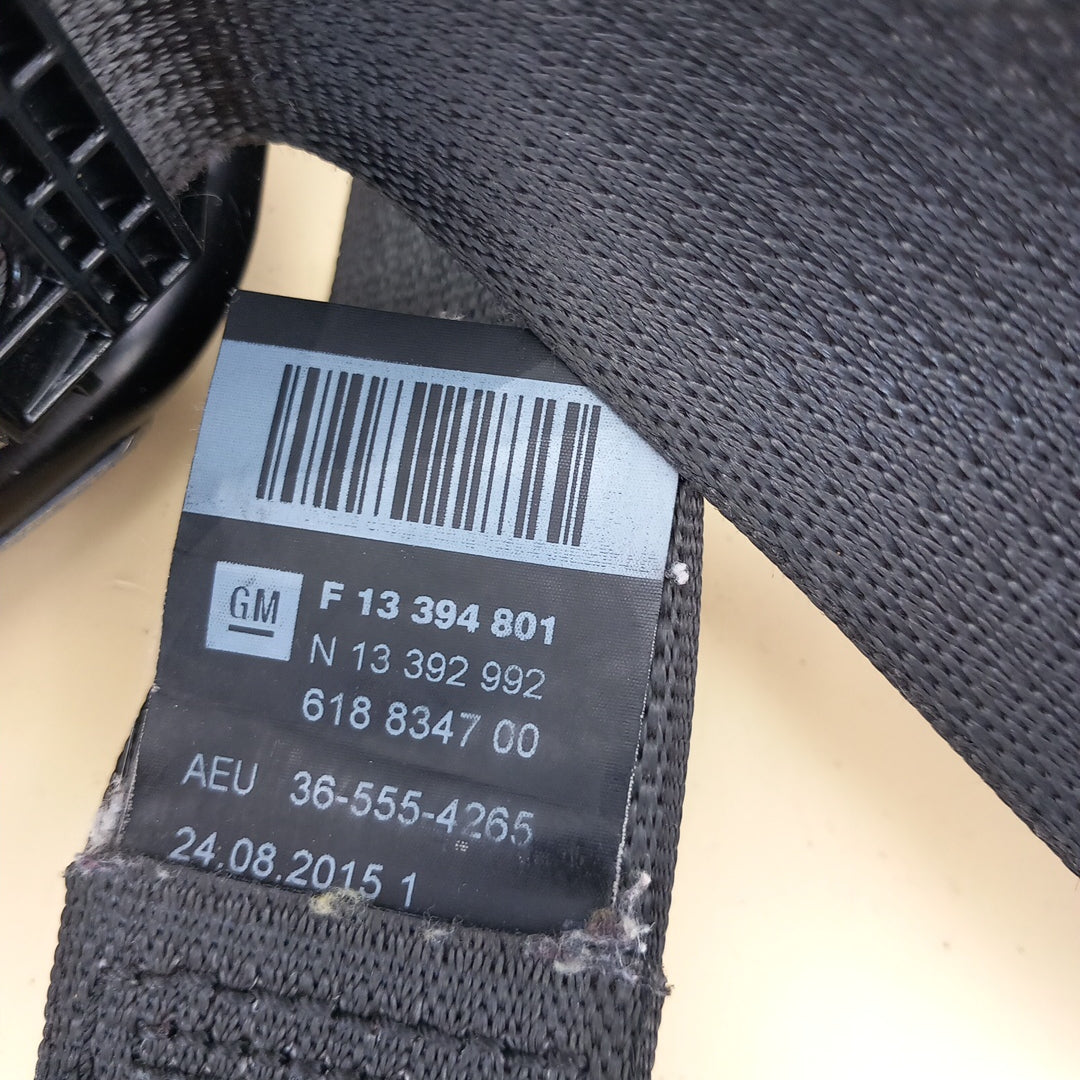 GM
F 13 394 801
N 13 392 992
618 8347 00
AEU 36-555-4265
24.08.2015 1